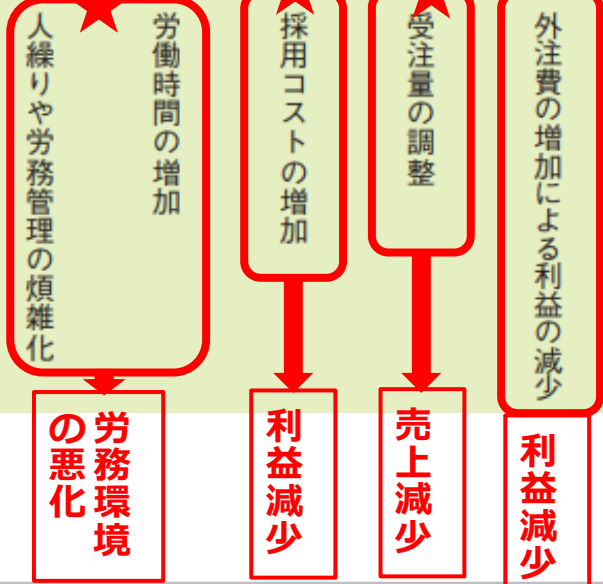 外注費の増加による利益の減少
受注量の調整
採用コストの増加
労働時間の増加
人繰りや労務管理の煩雑化
利益減少
売上減少
利益減少
労務環境
の悪化